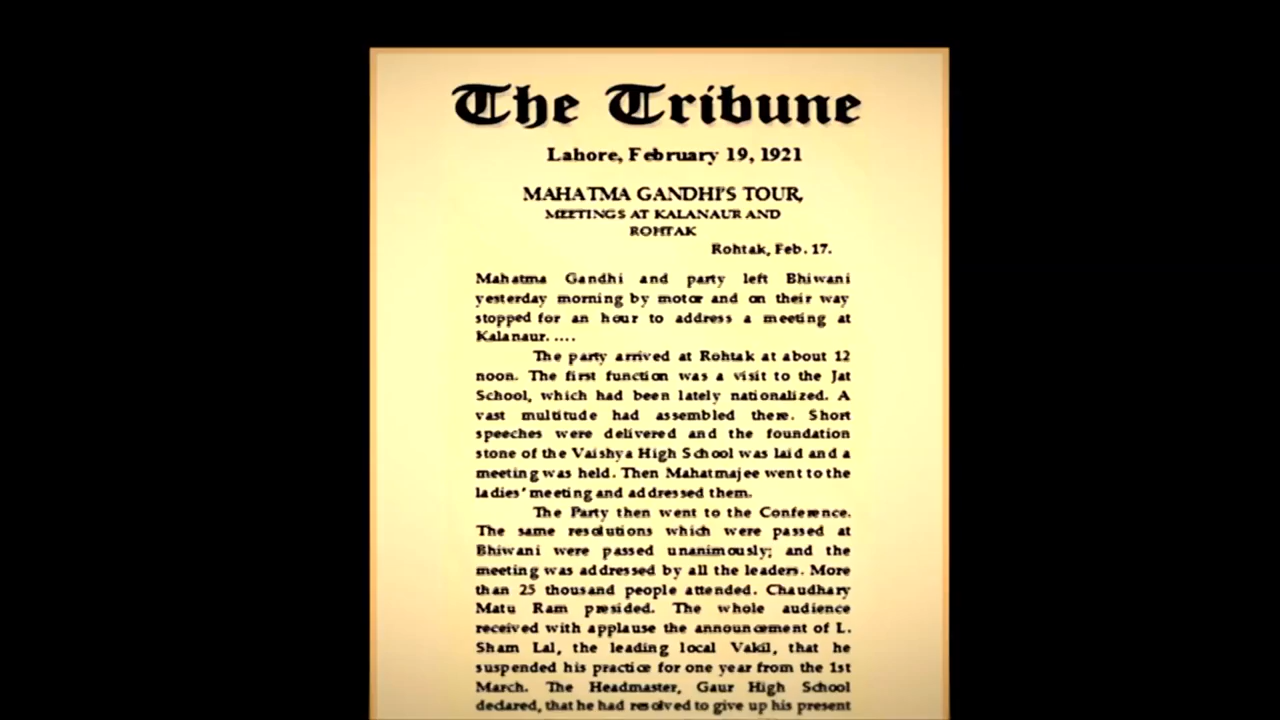 The Tribune
Lahore, February 19, 1921
MAHATMA GANDHI'S TOUR,
MEETINGS AT KALANAUR AND
ROHTAK
Rohtak, Feb. 17.
Mahatma Gandhi and party left Bhiwani
yesterday morning by motor and on their way
stopped for an hour to address a meeting at
Kalanaur. ....
The party arrived at Rohtak at about 12
noon. The first function was a visit to the Jat
School, which had been lately nationalized. A
vast multitude had assembled there. Short
speeches were delivered and the foundation
stone of the Vaishya High School was laid and a
meeting was held. Then Mahatmajee went to the
ladies' meeting and addressed them.
The Party then went to the Conference.
The same resolutions which were passed at
Bhiwani were passed unanimously; and the
meeting was addressed by all the leaders. More
than 25 thousand people attended. Chaudhary
Matu Ram presided. The whole audience
received with applause the announcement of L.
Sham Lal, the leading local Vakil, that he
suspended his practice for one year from the 1st
March. The Headmaster, Gaur High School
declared, that he had resolved to give up his present